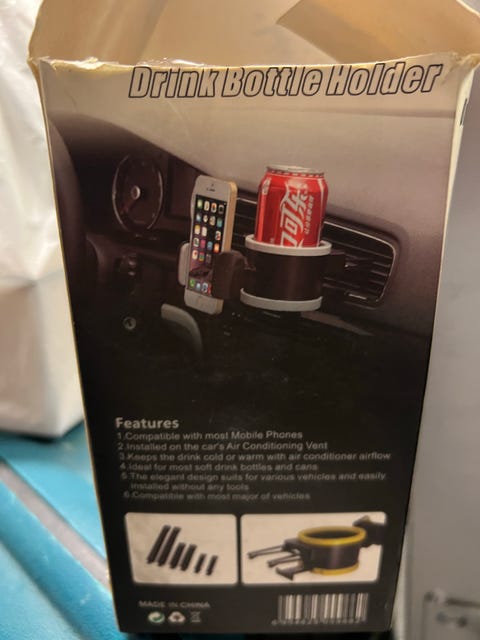 Drink Bottle Holder
可口可乐
Features
1.Compatible with most Mobile Phones
2.Installed on the car's Air Conditioning Vent
3.Keeps the drink cold or warm with air conditioner airflow
4.Ideal for most soft drink bottles and cans
5.The elegant design suits for various vehicles and easily
installed without any tools
6.Compatible with most major of vehicles
MADE IN CHINA